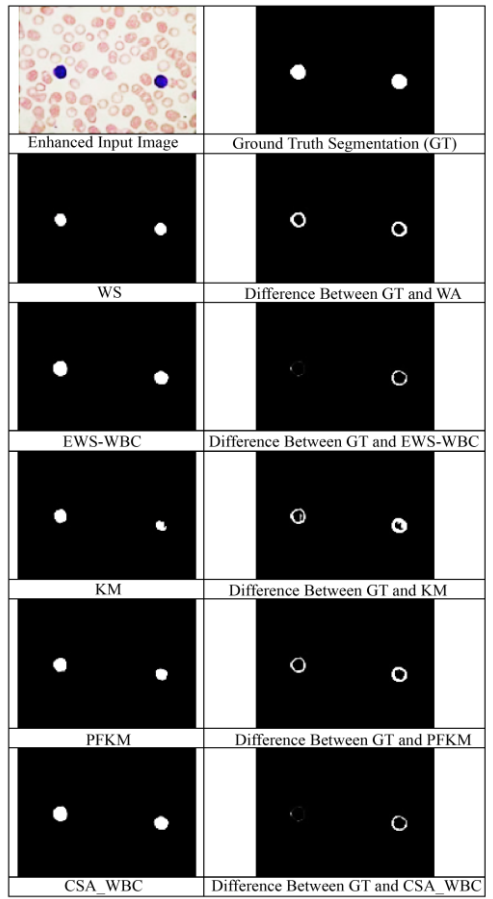 Enhanced Input Image
Ground Truth Segmentation (GT)
WS
Difference Between GT and WA
EWS-WBC
Difference Between GT and EWS-WBC
KM
Difference Between GT and KM
PFKM
Difference Between GT and PFKM
CSA_WBC
Difference Between GT and CSA_WBC